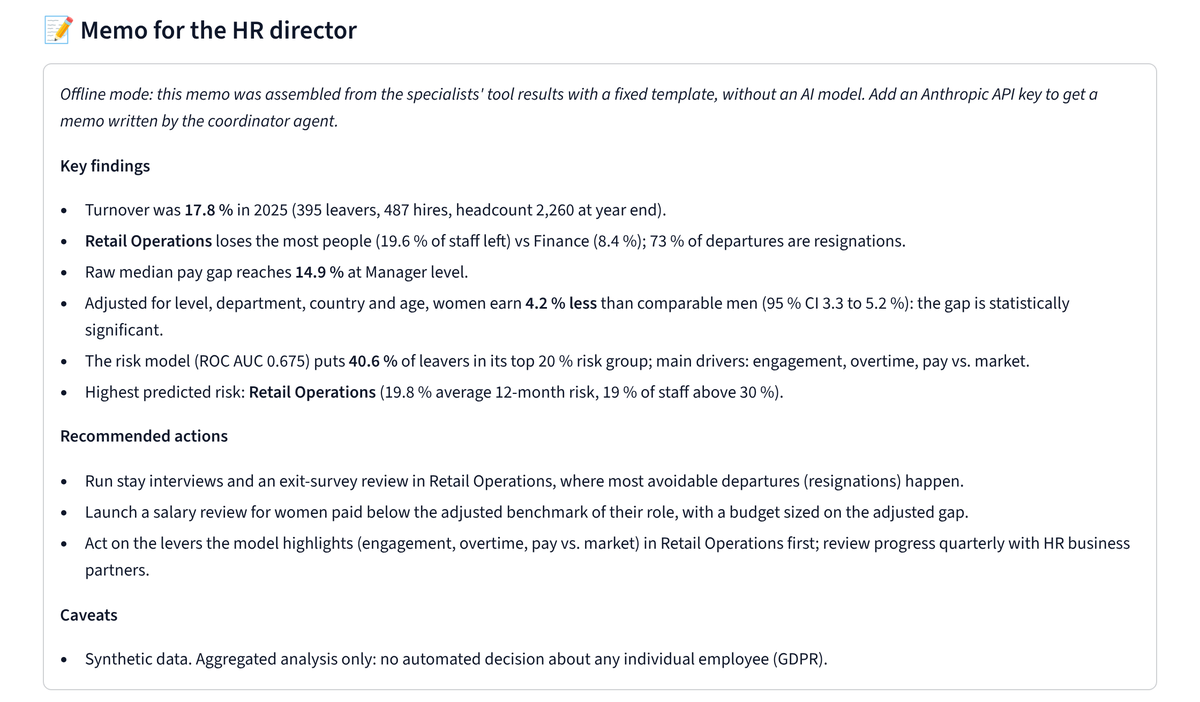 📝 Memo for the HR director
Offline mode: this memo was assembled from the specialists' tool results with a fixed template, without an AI model. Add an Anthropic API key to get a
memo written by the coordinator agent.
Key findings
• Turnover was 17.8 % in 2025 (395 leavers, 487 hires, headcount 2,260 at year end).
• Retail Operations loses the most people (19.6 % of staff left) vs Finance (8.4 %); 73 % of departures are resignations.
• Raw median pay gap reaches 14.9 % at Manager level.
• Adjusted for level, department, country and age, women earn 4.2 % less than comparable men (95 % CI 3.3 to 5.2 %): the gap is statistically
significant.
• The risk model (ROC AUC 0.675) puts 40.6 % of leavers in its top 20 % risk group; main drivers: engagement, overtime, pay vs. market.
• Highest predicted risk: Retail Operations (19.8 % average 12-month risk, 19 % of staff above 30 %).
Recommended actions
• Run stay interviews and an exit-survey review in Retail Operations, where most avoidable departures (resignations) happen.
• Launch a salary review for women paid below the adjusted benchmark of their role, with a budget sized on the adjusted gap.
• Act on the levers the model highlights (engagement, overtime, pay vs. market) in Retail Operations first; review progress quarterly with HR business
partners.
Caveats
• Synthetic data. Aggregated analysis only: no automated decision about any individual employee (GDPR).